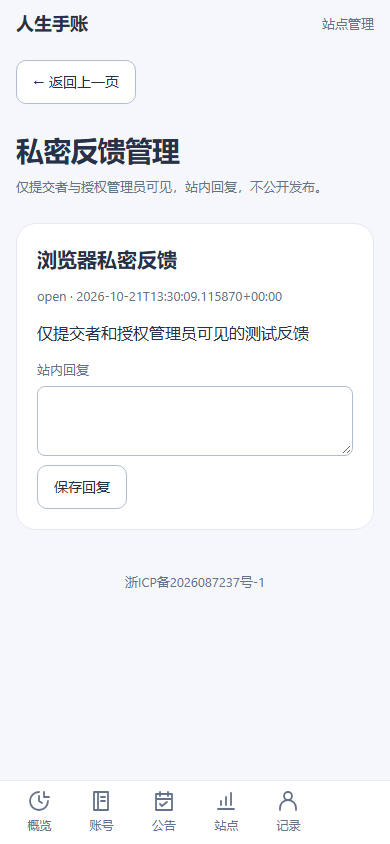 人生手账
站点管理
← 返回上一页
私密反馈管理
仅提交者与授权管理员可见，站内回复，不公开发布。
浏览器私密反馈
open · 2026-10-21T13:30:09.115870+00:00
仅提交者和授权管理员可见的测试反馈
站内回复
保存回复
浙ICP备2026087237号-1
概览
账号
公告
站点
记录